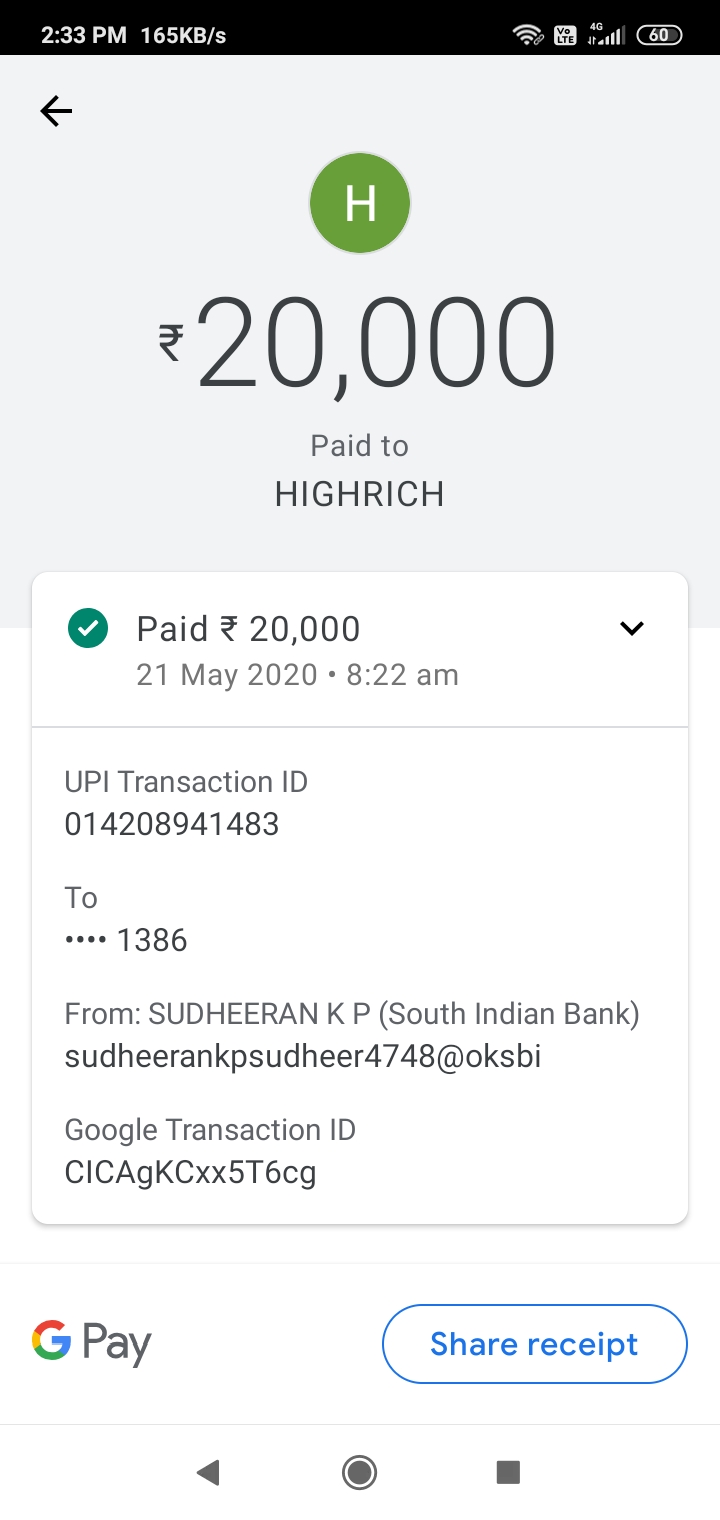 2:33 PM 165KB/s
Vo LTE 4G 60
H
₹20,000
Paid to
HIGHRICH
Paid ₹ 20,000
21 May 2020 • 8:22 am
UPI Transaction ID
014208941483
To
•••• 1386
From: SUDHEERAN K P (South Indian Bank)
sudheerankpsudheer4748@oksbi
Google Transaction ID
CICAgKCxx5T6cg
G Pay
Share receipt